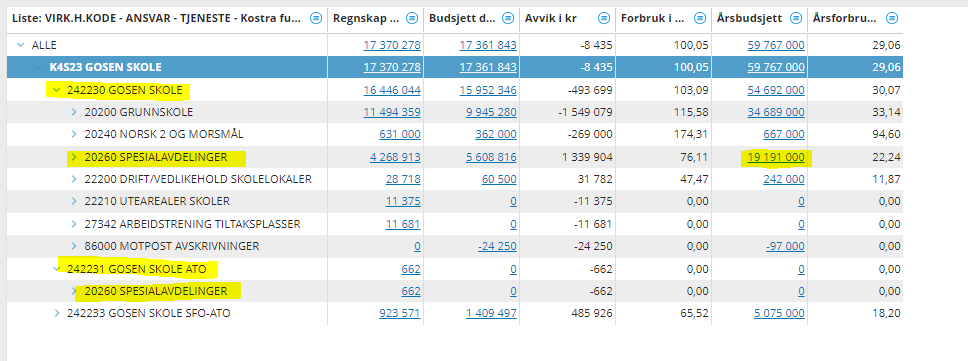 Liste: VIRK.H.KODE - ANSVAR - TJENESTE - Kostra fu... Regnskap ... Budsjett d... Avvik i kr Forbruk i ... Årsbudsjett Årsforbru...
ALLE 17 370 278 17 361 843 -8 435 100,05 59 767 000 29,06
K4S23 GOSEN SKOLE 17 370 278 17 361 843 -8 435 100,05 59 767 000 29,06
242230 GOSEN SKOLE 16 446 044 15 952 346 -493 699 103,09 54 692 000 30,07
20200 GRUNNSKOLE 11 494 359 9 945 280 -1 549 079 115,58 34 689 000 33,14
20240 NORSK 2 OG MORSMÅL 631 000 362 000 -269 000 174,31 667 000 94,60
20260 SPESIALAVDELINGER 4 268 913 5 608 816 1 339 904 76,11 19 191 000 22,24
22200 DRIFT/VEDLIKEHOLD SKOLELOKALER 28 718 60 500 31 782 47,47 242 000 11,87
22210 UTEAREALER SKOLER 11 375 0 -11 375 0,00 0 0,00
27342 ARBEIDSTRENING TILTAKSPLASSER 11 681 0 -11 681 0,00 0 0,00
86000 MOTPOST AVSKRIVNINGER 0 -24 250 -24 250 0,00 -97 000 0,00
242231 GOSEN SKOLE ATO 662 0 -662 0,00 0 0,00
20260 SPESIALAVDELINGER 662 0 -662 0,00 0 0,00
242233 GOSEN SKOLE SFO-ATO 923 571 1 409 497 485 926 65,52 5 075 000 18,20